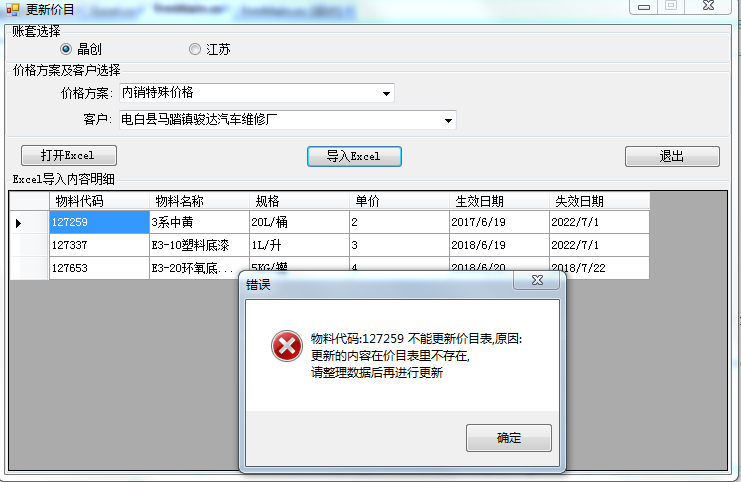 更新价目
账套选择
晶创
江苏
价格方案及客户选择
价格方案:
内销特殊价格
客户:
电白县马踏镇骏达汽车维修厂
打开Excel
导入Excel
退出
Excel导入内容明细
物料代码 物料名称 规格 单价 生效日期 失效日期
127259 3系中黄 20L/桶 2 2017/6/19 2022/7/1
127337 E3-10塑料底漆 1L/升 3 2018/6/19 2022/7/1
127653 E3-20环氧底... 5KG/罐 4 2018/6/20 2018/7/22
错误
物料代码:127259 不能更新价目表,原因:
更新的内容在价目表里不存在,
请整理数据后再进行更新
确定